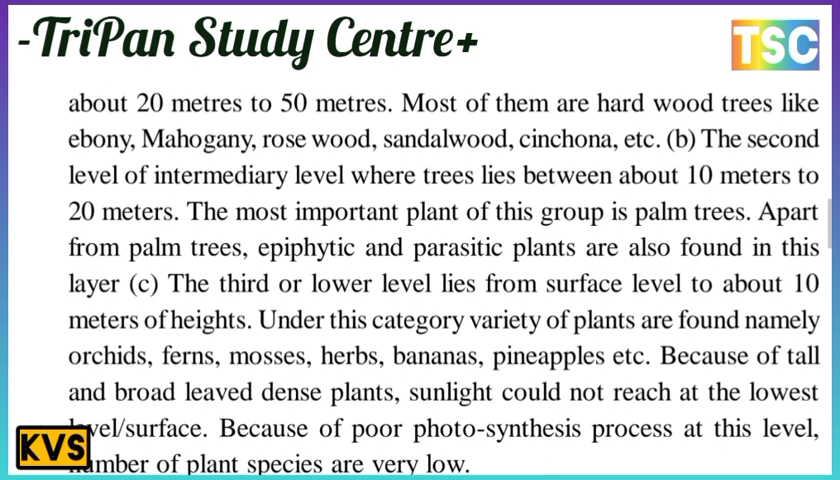 -TriPan Study Centre+
TSC
about 20 metres to 50 metres. Most of them are hard wood trees like
ebony, Mahogany, rose wood, sandalwood, cinchona, etc. (b) The second
level of intermediary level where trees lies between about 10 meters to
20 meters. The most important plant of this group is palm trees. Apart
from palm trees, epiphytic and parasitic plants are also found in this
layer (c) The third or lower level lies from surface level to about 10
meters of heights. Under this category variety of plants are found namely
orchids, ferns, mosses, herbs, bananas, pineapples etc. Because of tall
and broad leaved dense plants, sunlight could not reach at the lowest
level/surface. Because of poor photo-synthesis process at this level,
number of plant species are very low.
KVS